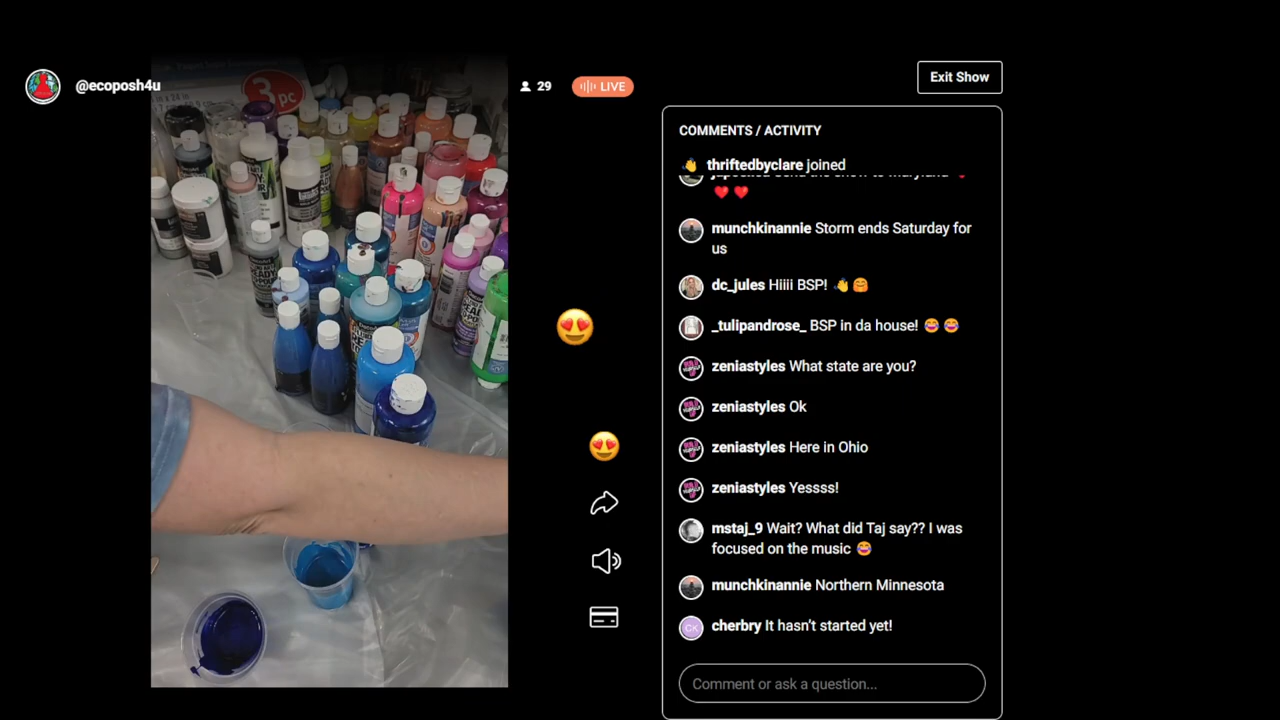 3
pc
@ecoposh4u
29
LIVE
Exit Show
COMMENTS / ACTIVITY
thriftedbyclare joined
munchkinannie Storm ends Saturday for
us
dc_jules Hiiii BSP!
_tulipandrose_ BSP in da house!
zeniastyles What state are you?
zeniastyles Ok
zeniastyles Here in Ohio
zeniastyles Yessss!
mstaj_9 Wait? What did Taj say?? I was
focused on the music
munchkinannie Northern Minnesota
CK
cherbry It hasn't started yet!
Comment or ask a question...